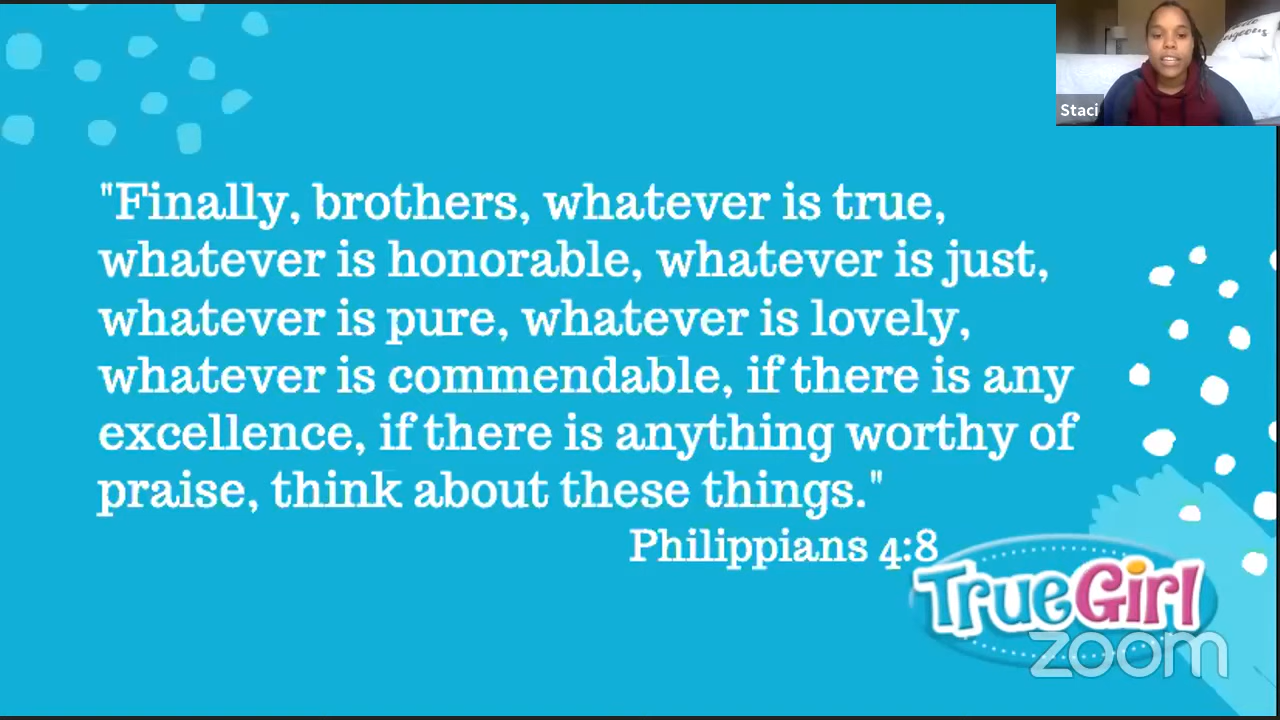 Staci
"Finally, brothers, whatever is true,
whatever is honorable, whatever is just,
whatever is pure, whatever is lovely,
whatever is commendable, if there is any
excellence, if there is anything worthy of
praise, think about these things."
Philippians 4:8
TrueGirl
zoom